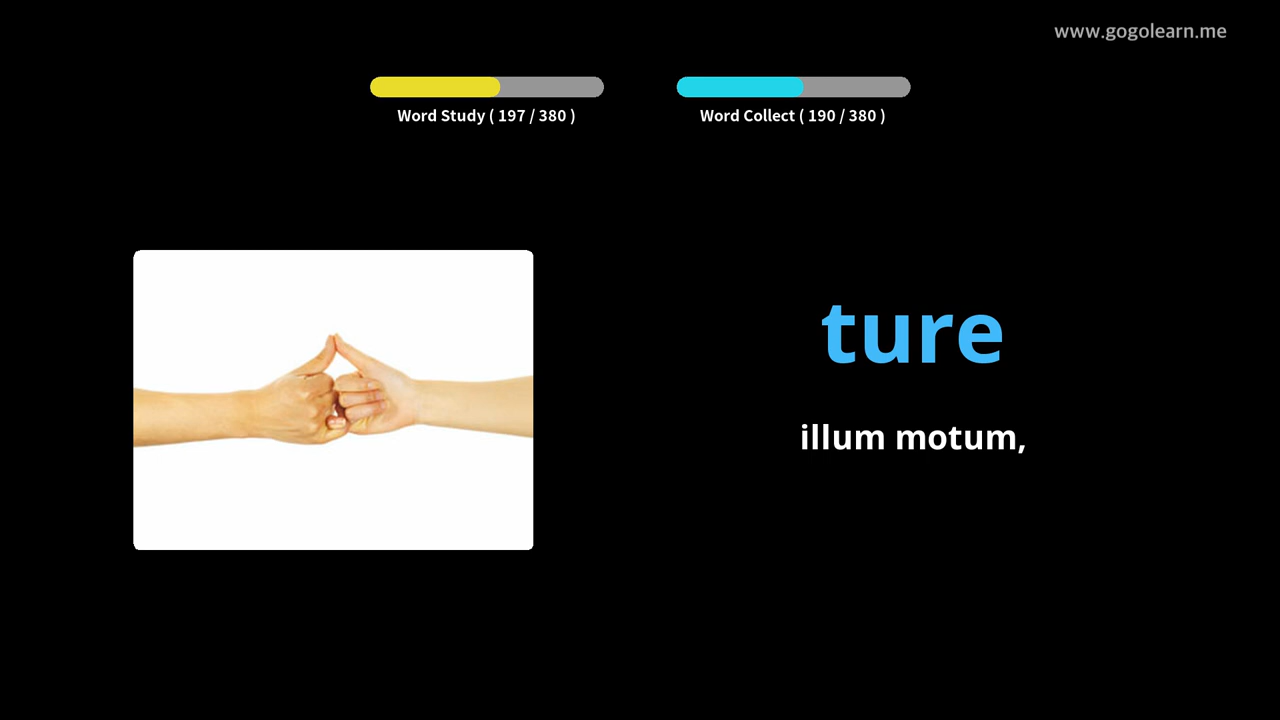 www.gogolearn.me
Word Study ( 197 / 380 )
Word Collect ( 190 / 380 )
ture
illum motum,